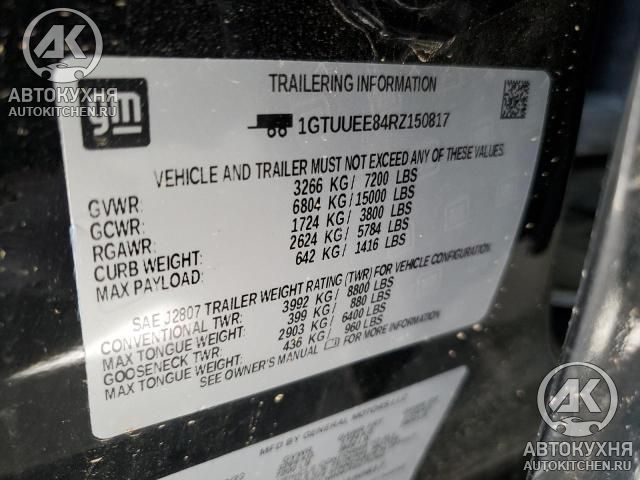 АК
АВТОКУХНЯ
AVTOKITCHEN.RU
gm
TRAILERING INFORMATION
1GTUUEE84RZ150817
VEHICLE AND TRAILER MUST NOT EXCEED ANY OF THESE VALUES.
GVWR: 3266 KG/ 7200 LBS
GCWR: 6804 KG/15000 LBS
RGAWR: 1724 KG/ 3800 LBS
CURB WEIGHT: 2624 KG/ 5784 LBS
MAX PAYLOAD: 642 KG/ 1416 LBS
SAE J2807 TRAILER WEIGHT RATING (TWR) FOR VEHICLE CONFIGURATION.
CONVENTIONAL TWR: 3992 KG/ 8800 LBS
MAX TONGUE WEIGHT: 399 KG/ 880 LBS
GOOSENECK TWR: 2903 KG/ 6400 LBS
MAX TONGUE WEIGHT: 436 KG/ 960 LBS
SEE OWNER'S MANUAL FOR MORE INFORMATION
MFD BY GENERAL MOTORS LLC
АК
АВТОКУХНЯ
AVTOKITCHEN.RU